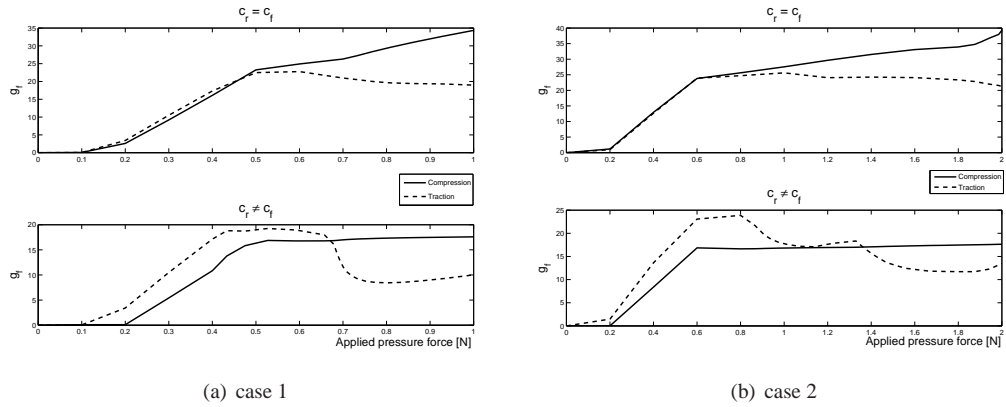 c_r = c_f
35
30
25
20
15
10
5
0
g_f
0 0.1 0.2 0.3 0.4 0.5 0.6 0.7 0.8 0.9 1
Compression
Traction
c_r ≠ c_f
20
15
10
5
0
g_f
0 0.1 0.2 0.3 0.4 0.5 0.6 0.7 0.8 0.9 1
Applied pressure force [N]
(a) case 1
c_r = c_f
40
35
30
25
20
15
10
5
0
g_f
0 0.2 0.4 0.6 0.8 1 1.2 1.4 1.6 1.8 2
Compression
Traction
c_r ≠ c_f
25
20
15
10
5
0
g_f
0 0.2 0.4 0.6 0.8 1 1.2 1.4 1.6 1.8 2
Applied pressure force [N]
(b) case 2